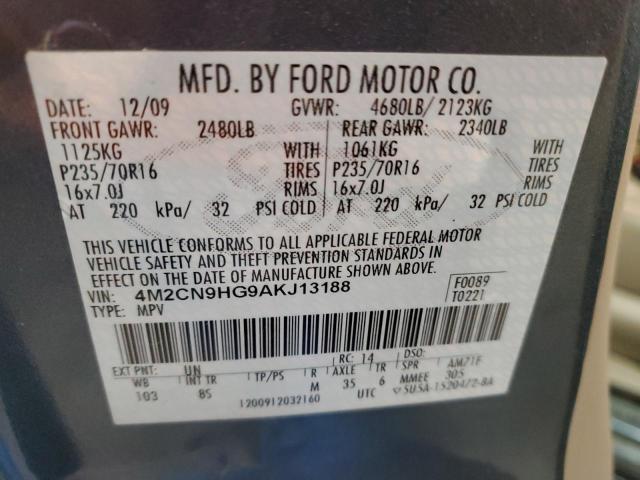 MFD. BY FORD MOTOR CO.
DATE: 12/09 GVWR: 4680LB/ 2123KG
FRONT GAWR: 2480LB REAR GAWR: 2340LB
1125KG WITH 1061KG WITH
P235/70R16 TIRES P235/70R16 TIRES
16x7.0J RIMS 16x7.0J RIMS
AT 220 kPa/ 32 PSI COLD AT 220 kPa/ 32 PSI COLD
THIS VEHICLE CONFORMS TO ALL APPLICABLE FEDERAL MOTOR
VEHICLE SAFETY AND THEFT PREVENTION STANDARDS IN
EFFECT ON THE DATE OF MANUFACTURE SHOWN ABOVE.
VIN: 4M2CN9HG9AKJ13188 F0089
TYPE: MPV T0221
EXT PNT: UN RC: 14 DSO:
WB INT TR TP/PS R AXLE TR SPR
103 85 M 35 6 MMEE 305
1200912032160 UTC